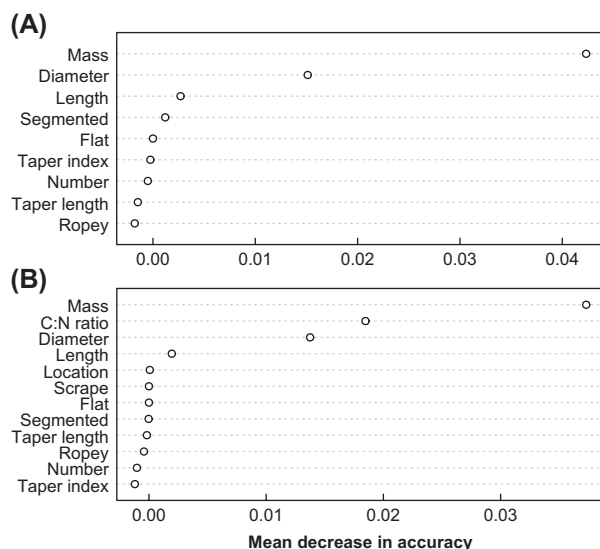 (A)
Mass
Diameter
Length
Segmented
Flat
Taper index
Number
Taper length
Ropey
0.00 0.01 0.02 0.03 0.04
(B)
Mass
C:N ratio
Diameter
Length
Location
Scrape
Flat
Segmented
Taper length
Ropey
Number
Taper index
0.00 0.01 0.02 0.03
Mean decrease in accuracy